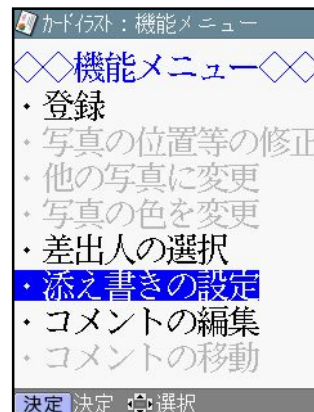 カードイラスト：機能メニュー
◇◇機能メニュー◇◇
・登録
・写真の位置等の修正
・他の写真に変更
・写真の色を変更
・差出人の選択
・添え書きの設定
・コメントの編集
・コメントの移動
決定 決定 選択